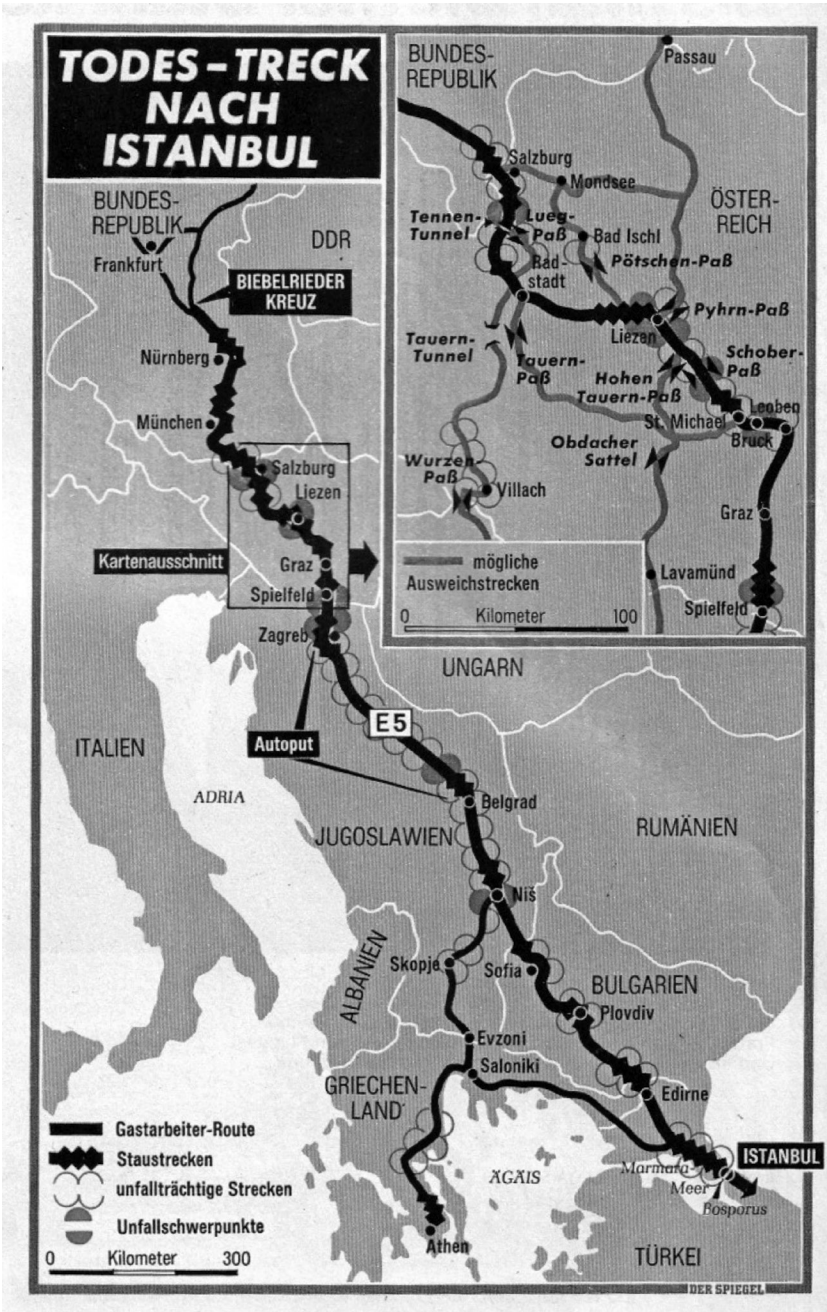 TODES-TRECK
NACH
ISTANBUL
BUNDES-
REPUBLIK
Frankfurt
DDR
BIEBELRIEDER
KREUZ
Nürnberg
München
Salzburg
Liezen
Kartenausschnitt
Graz
Spielfeld
Zagreb
UNGARN
E5
ITALIEN
Autoput
ADRIA
Belgrad
JUGOSLAWIEN
RUMÄNIEN
Niš
ALBANIEN
Skopje
Sofia
BULGARIEN
Plovdiv
Evzoni
Saloniki
GRIECHEN-
LAND
Edirne
ÄGÄIS
Marmara-
Meer
ISTANBUL
Bosporus
Athen
TÜRKEI
Gastarbeiter-Route
Staustrecken
unfallträchtige Strecken
Unfallschwerpunkte
0 Kilometer 300
BUNDES-
REPUBLIK
Passau
Salzburg
Mondsee
ÖSTER-
REICH
Tennen-
Tunnel
Lueg-
Paß
Bad Ischl
Pötschen-Paß
Rad-
stadt
Pyhrn-Paß
Liezen
Tauern-
Tunnel
Tauern-
Paß
Schober-
Paß
Hohen
Tauern-Paß
Leoben
St. Michael
Bruck
Obdacher
Sattel
Wurzen-
Paß
Villach
Graz
mögliche
Ausweichstrecken
Lavamünd
0 Kilometer 100
Spielfeld
DER SPIEGEL